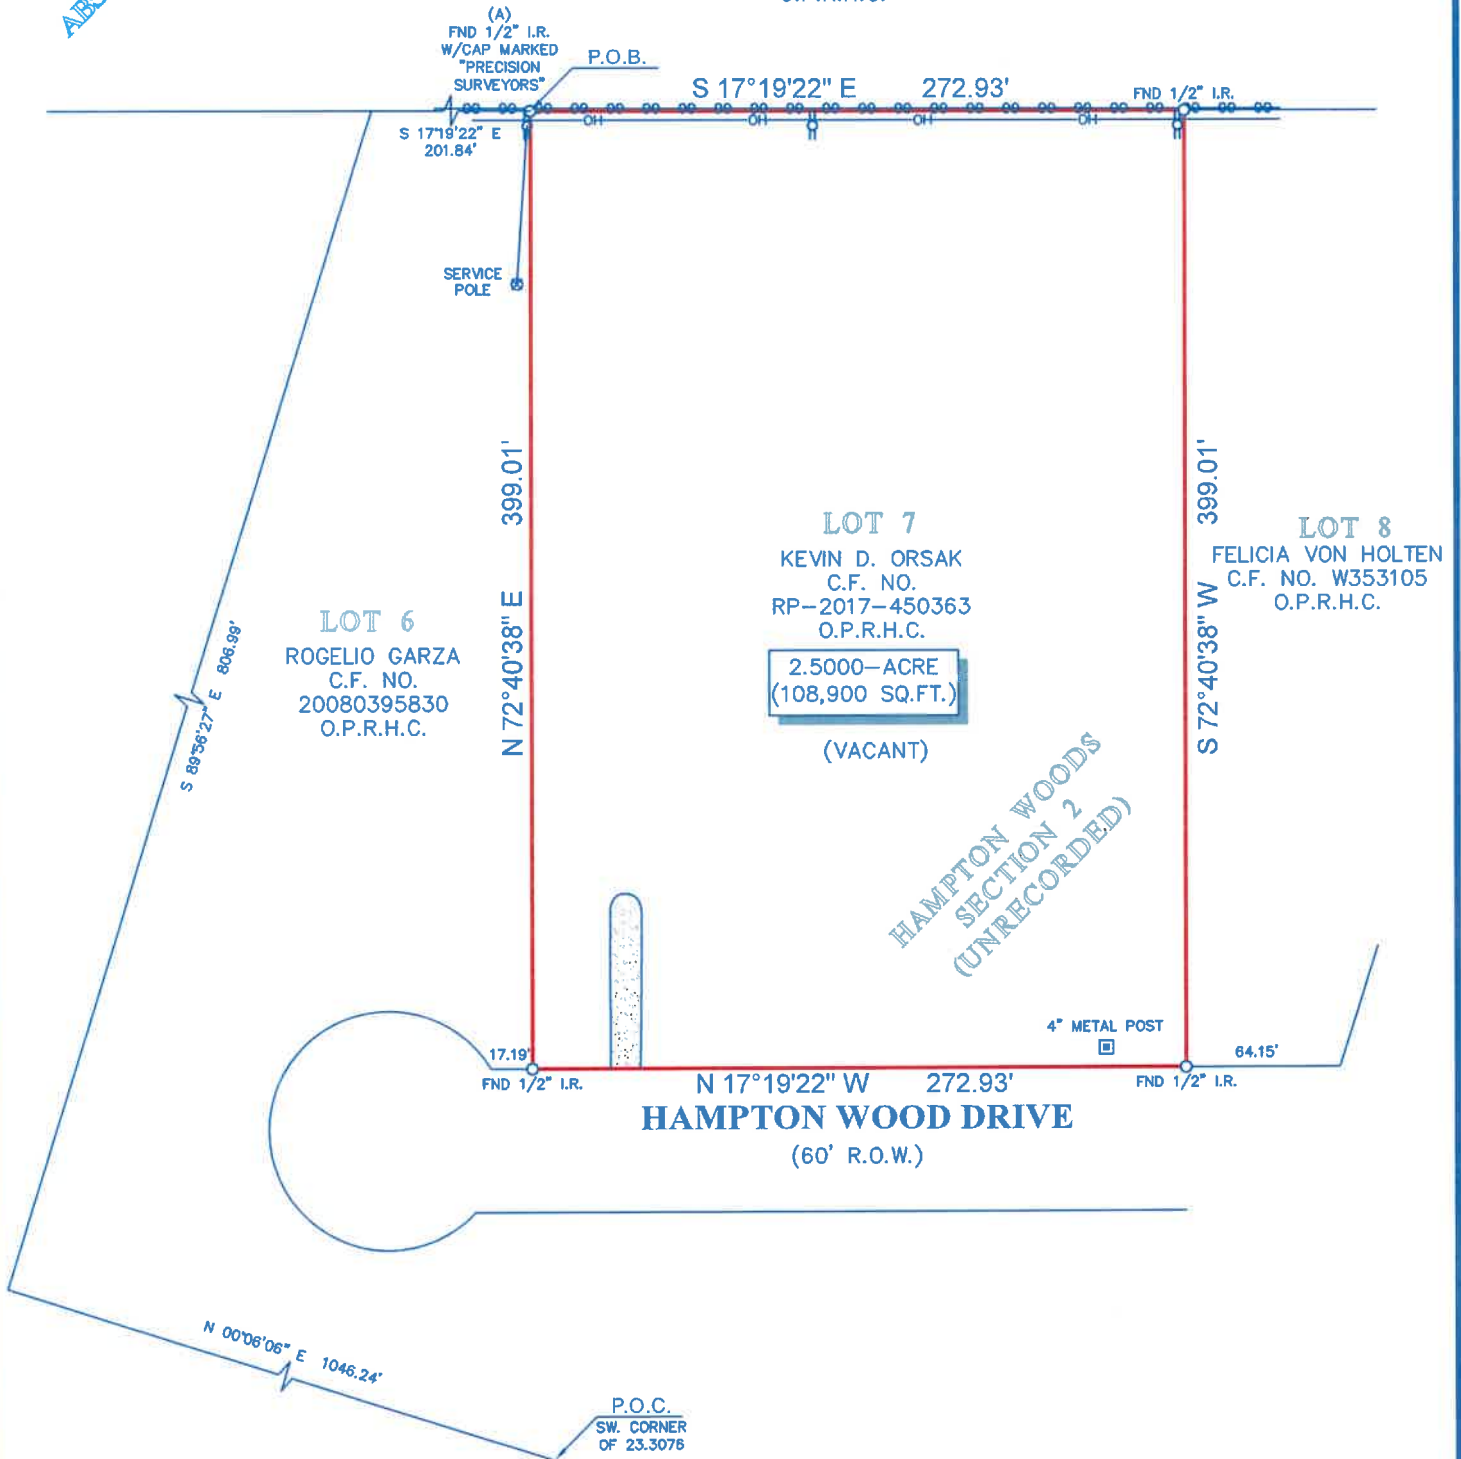 (A)
FND 1/2" I.R.
W/CAP MARKED
"PRECISION
SURVEYORS"
P.O.B.
S 17°19'22" E 272.93'
FND 1/2" I.R.
OH OH OH OH
S 17°19'22" E
201.84'
SERVICE
POLE
N 72°40'38" E 399.01'
S 72°40'38" W 399.01'
LOT 7
KEVIN D. ORSAK
C.F. NO.
RP-2017-450363
O.P.R.H.C.
2.5000-ACRE
(108,900 SQ.FT.)
(VACANT)
LOT 8
FELICIA VON HOLTEN
C.F. NO. W353105
O.P.R.H.C.
LOT 6
ROGELIO GARZA
C.F. NO.
20080395830
O.P.R.H.C.
S 89°56'27" E 806.99'
HAMPTON WOODS
SECTION 2
(UNRECORDED)
4" METAL POST
17.19'
FND 1/2" I.R.
N 17°19'22" W 272.93'
FND 1/2" I.R.
64.15'
HAMPTON WOOD DRIVE
(60' R.O.W.)
N 00°06'06" E 1046.24'
P.O.C.
SW. CORNER
OF 23.3076